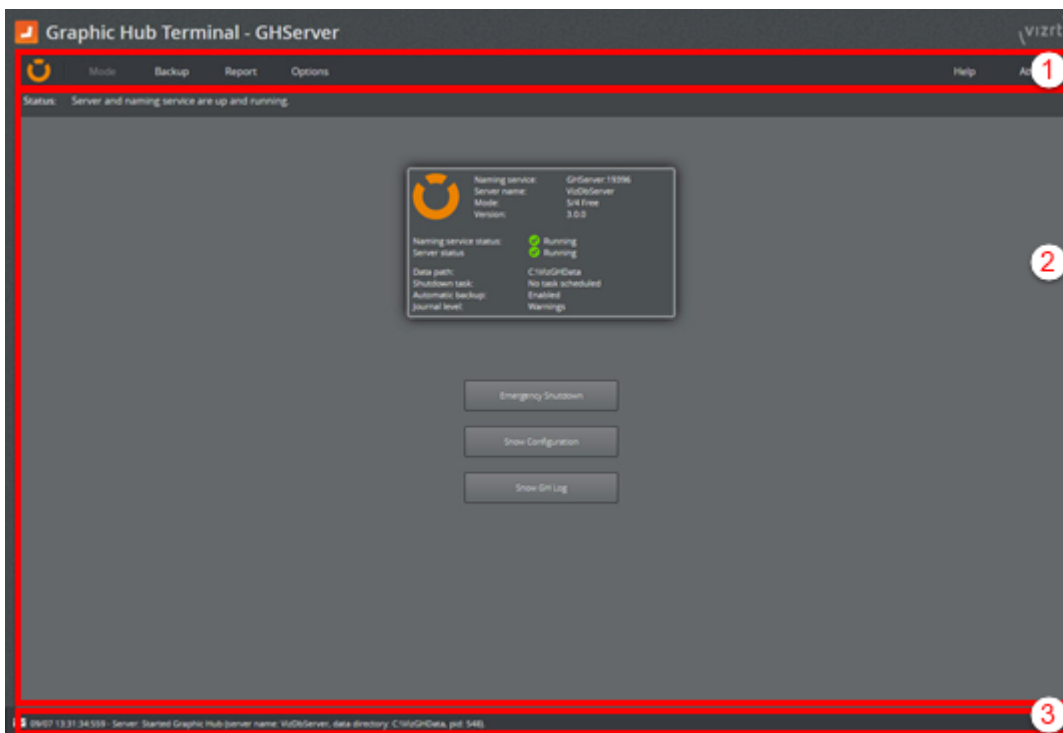 Graphic Hub Terminal - GHServer
vizrt
Mode Backup Report Options Help
1
Status: Server and naming service are up and running.
Naming service: GHServer:19396
Server name: VizDbServer
Mode: 5/4 Free
Version: 3.0.0
Naming service status: Running
Server status Running
Data path: C:\VizGHData
Shutdown task: No task scheduled
Automatic backup: Enabled
Journal level: Warnings
2
Emergency Shutdown
Show Configuration
Show GH Log
3
09/07 13:31:34:559 - Server: Started Graphic Hub (server name: VizDbServer, data directory: C:\VizGHData, pid: 548).